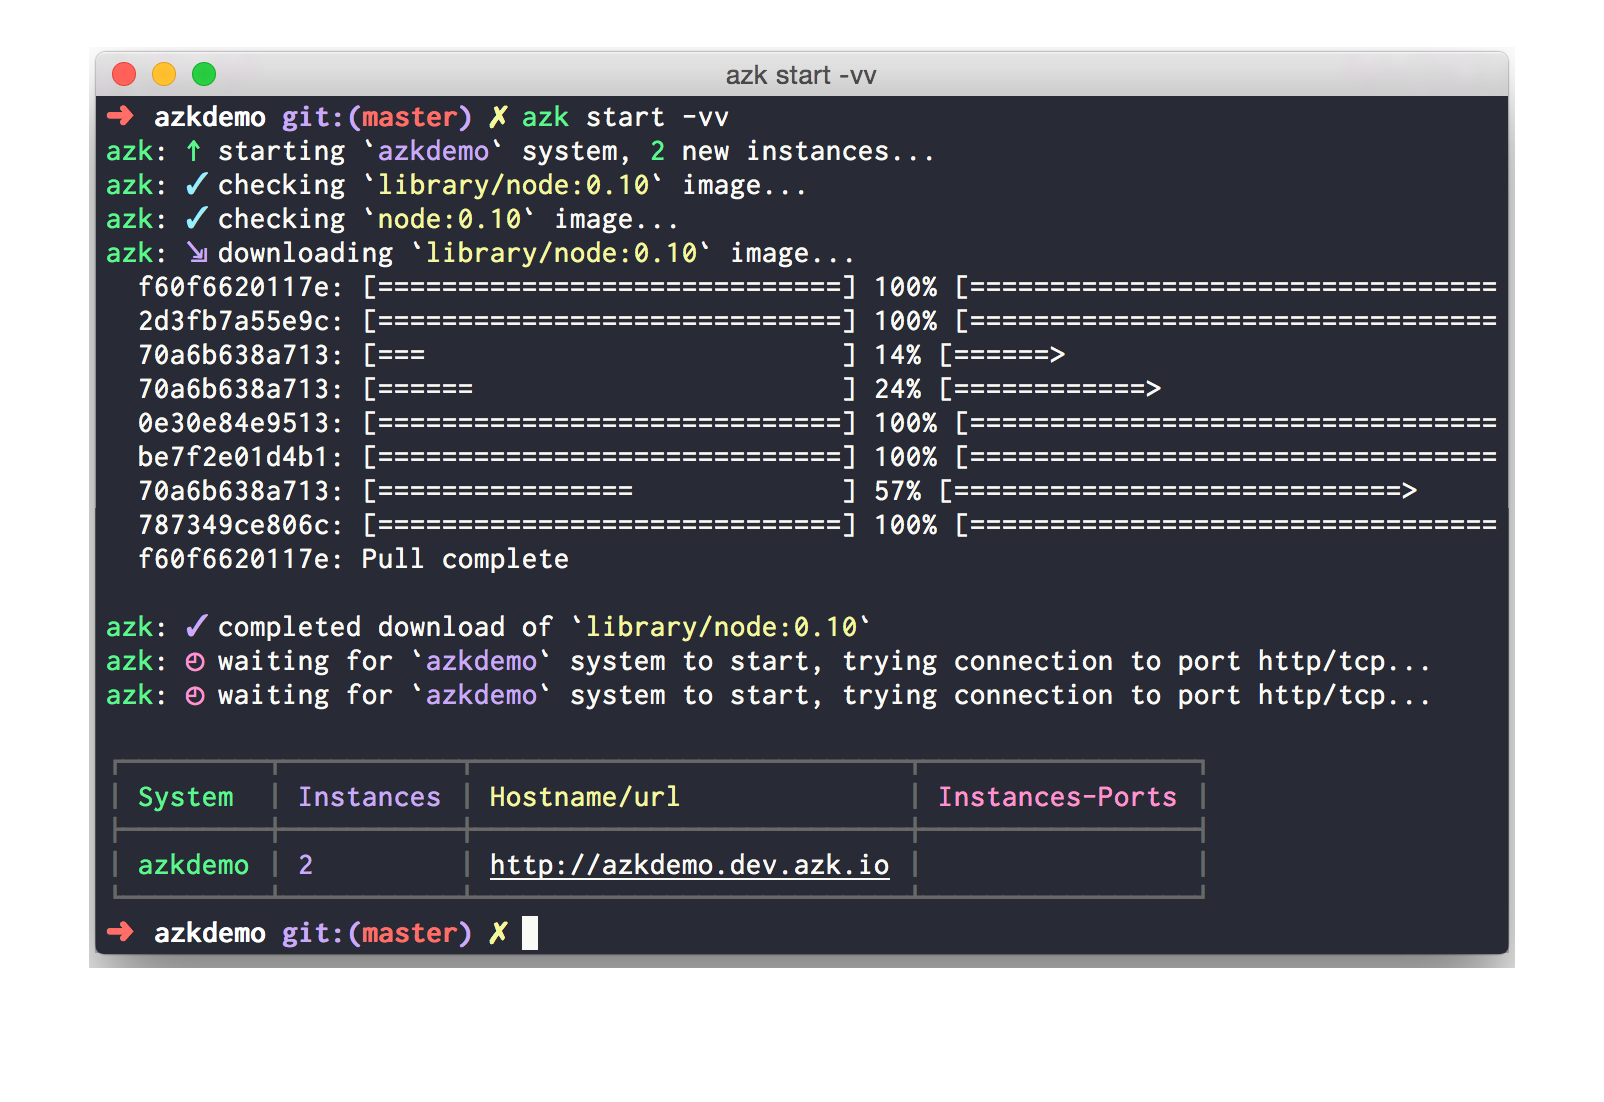 azk start -vv
➜ azkdemo git:(master) ✗ azk start -vv
azk: ↑ starting `azkdemo` system, 2 new instances...
azk: ✓ checking `library/node:0.10` image...
azk: ✓ checking `node:0.10` image...
azk: ⇲ downloading `library/node:0.10` image...
f60f6620117e: [=============================] 100% [=================================
2d3fb7a55e9c: [=============================] 100% [=================================
70a6b638a713: [===                          ] 14% [======>
70a6b638a713: [======                       ] 24% [============>
0e30e84e9513: [=============================] 100% [=================================
be7f2e01d4b1: [=============================] 100% [=================================
70a6b638a713: [================             ] 57% [============================>
787349ce806c: [=============================] 100% [=================================
f60f6620117e: Pull complete
azk: ✓ completed download of `library/node:0.10`
azk: ◴ waiting for `azkdemo` system to start, trying connection to port http/tcp...
azk: ◴ waiting for `azkdemo` system to start, trying connection to port http/tcp...
System Instances Hostname/url Instances-Ports
azkdemo 2 http://azkdemo.dev.azk.io
➜ azkdemo git:(master) ✗